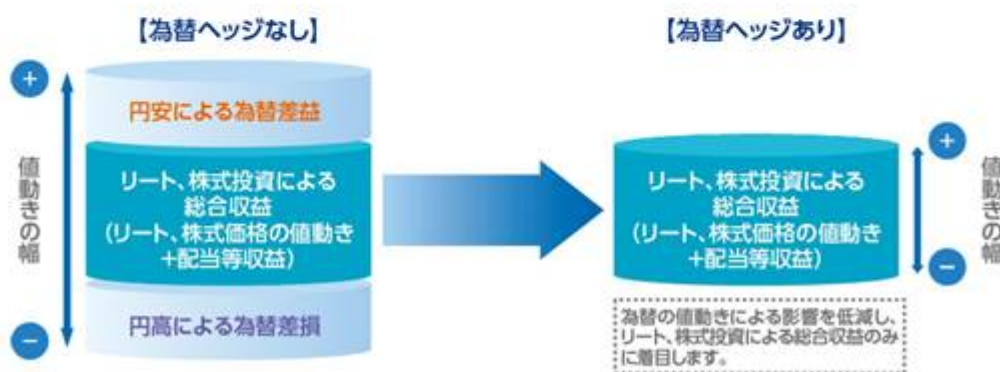 【為替ヘッジなし】
+
円安による為替差益
リート、株式投資による
総合収益
(リート、株式価格の値動き
+配当等収益)
円高による為替差損
−
値動きの幅
【為替ヘッジあり】
リート、株式投資による
総合収益
(リート、株式価格の値動き
+配当等収益)
+
−
値動きの幅
為替の値動きによる影響を低減し、
リート、株式投資による総合収益のみ
に着目します。